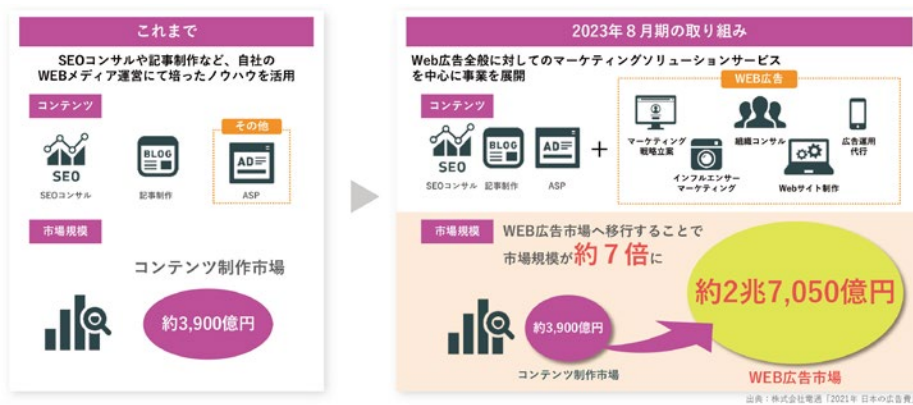 これまで
SEOコンサルや記事制作など、自社の
WEBメディア運営にて培ったノウハウを活用
コンテンツ
その他
SEO
BLOG
AD
SEOコンサル
記事制作
ASP
市場規模
コンテンツ制作市場
約3,900億円
2023年8月期の取り組み
Web広告全般に対してのマーケティングソリューションサービス
を中心に事業を展開
コンテンツ
WEB広告
SEO
BLOG
AD
+
SEOコンサル
記事制作
ASP
マーケティング
戦略立案
組織コンサル
広告運用
代行
インフルエンサー
マーケティング
Webサイト制作
市場規模
WEB広告市場へ移行することで
市場規模が約7倍に
約3,900億円
コンテンツ制作市場
約2兆7,050億円
WEB広告市場
出典：株式会社電通「2021年 日本の広告費」